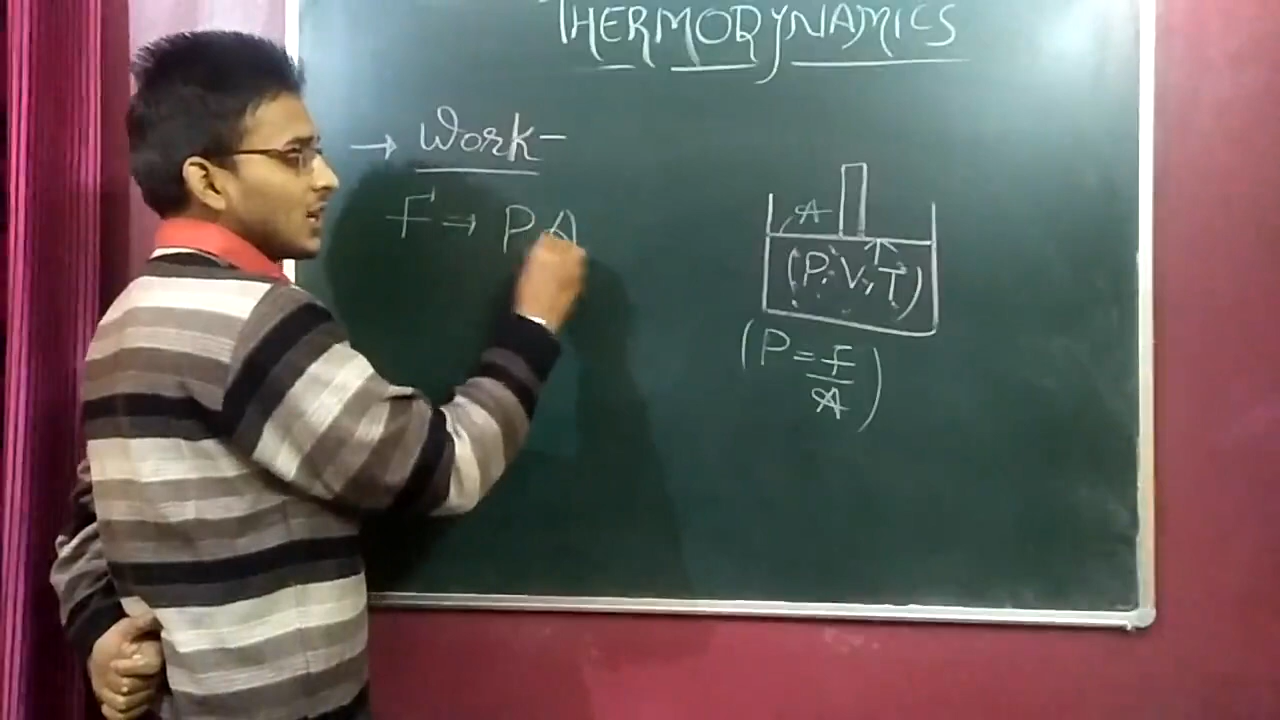 THERMODYNAMICS
→ Work-
F ⇒ PA
A
(P, V, T)
(P = F/A)